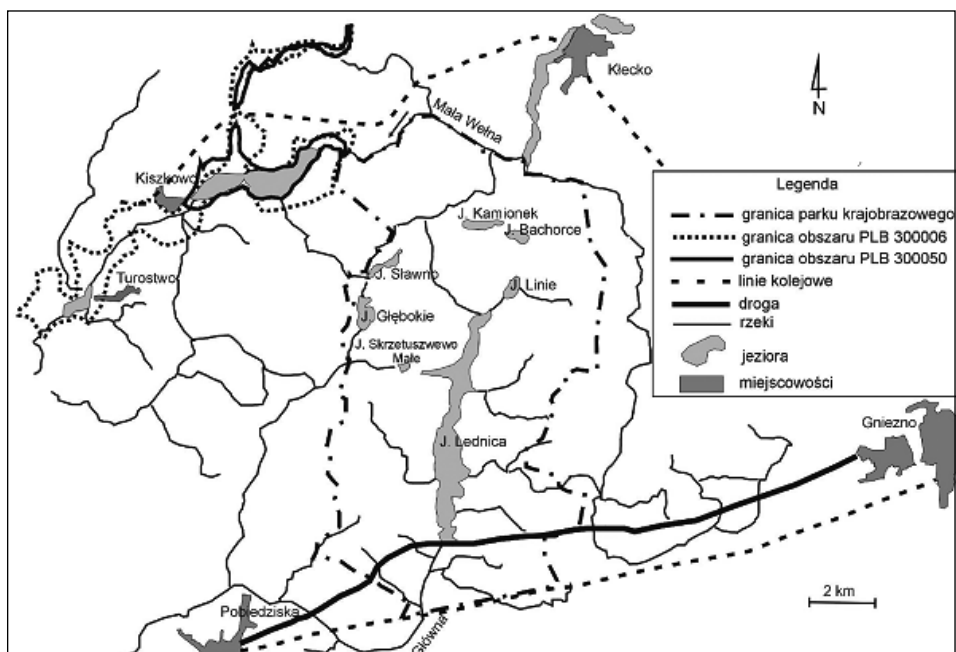 Kłecko
Mała Wełna
N
Kiszkowo
Legenda
granica parku krajobrazowego
granica obszaru PLB 300006
granica obszaru PLB 300050
linie kolejowe
droga
rzeki
jeziora
miejscowości
J. Kamionek
J. Bachorce
J. Sławno
Turostwo
J. Linie
J. Głębokie
J. Skrzetuszwewo
Małe
J. Lednica
Gniezno
2 km
Pobiedziska
Główna